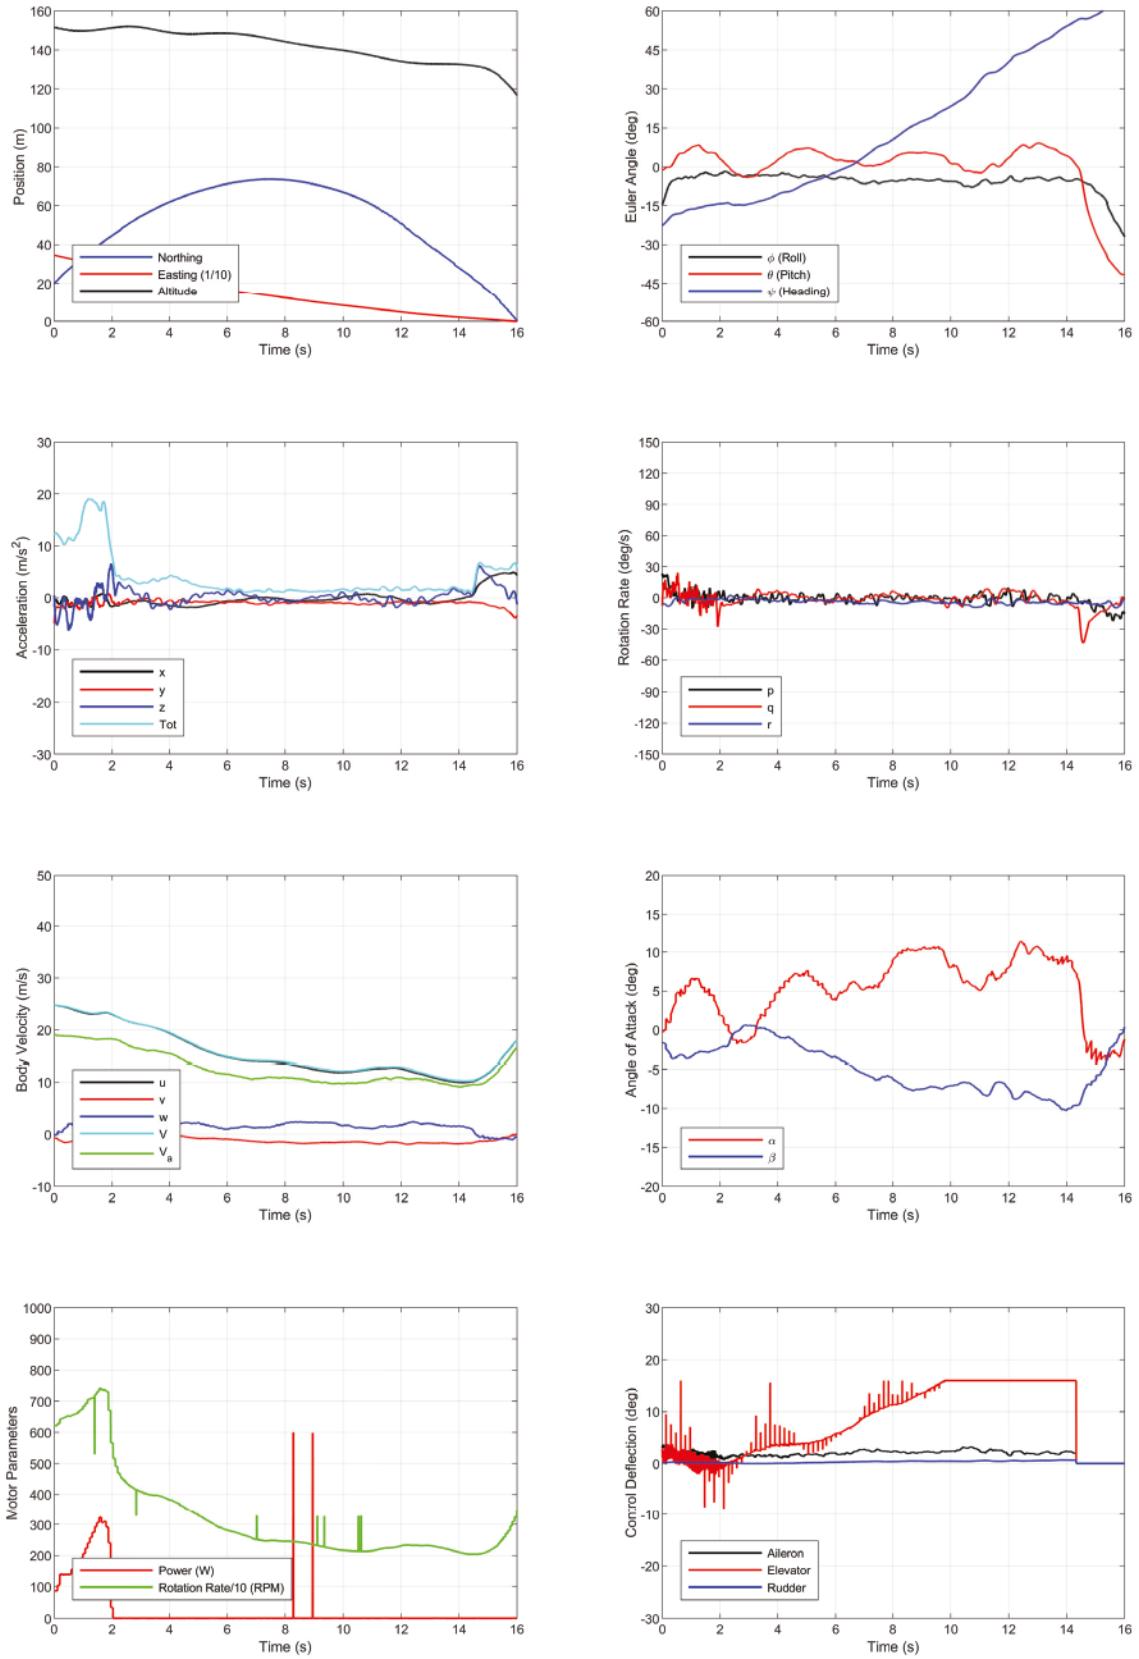 160
140
120
100
80
60
40
20
0
Position (m)
Northing
Easting (1/10)
Altitude
0 2 4 6 8 10 12 14 16
Time (s)
60
45
30
15
0
-15
-30
-45
-60
Euler Angle (deg)
ϕ (Roll)
θ (Pitch)
ψ (Heading)
0 2 4 6 8 10 12 14 16
Time (s)
30
20
10
0
-10
-20
-30
Acceleration (m/s²)
x
y
z
Tot
0 2 4 6 8 10 12 14 16
Time (s)
150
120
90
60
30
0
-30
-60
-90
-120
-150
Rotation Rate (deg/s)
p
q
r
0 2 4 6 8 10 12 14 16
Time (s)
50
40
30
20
10
0
-10
Body Velocity (m/s)
u
v
w
V
Vₐ
0 2 4 6 8 10 12 14 16
Time (s)
20
15
10
5
0
-5
-10
-15
-20
Angle of Attack (deg)
α
β
0 2 4 6 8 10 12 14 16
Time (s)
1000
900
800
700
600
500
400
300
200
100
0
Motor Parameters
Power (W)
Rotation Rate/10 (RPM)
0 2 4 6 8 10 12 14 16
Time (s)
30
20
10
0
-10
-20
-30
Control Deflection (deg)
Aileron
Elevator
Rudder
0 2 4 6 8 10 12 14 16
Time (s)